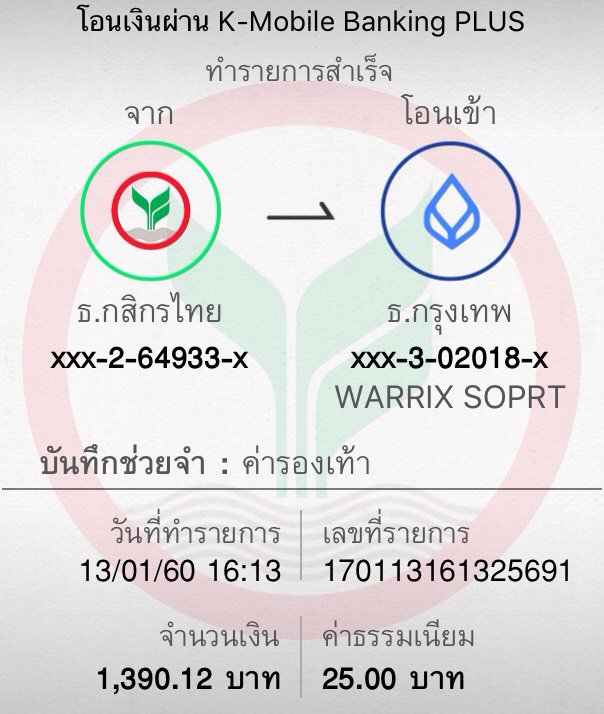 โอนเงินผ่าน K-Mobile Banking PLUS
ทำรายการสำเร็จ
จาก โอนเข้า
ธ.กสิกรไทย ธ.กรุงเทพ
xxx-2-64933-x xxx-3-02018-x
WARRIX SOPRT
บันทึกช่วยจำ : ค่ารองเท้า
วันที่ทำรายการ เลขที่รายการ
13/01/60 16:13 170113161325691
จำนวนเงิน ค่าธรรมเนียม
1,390.12 บาท 25.00 บาท